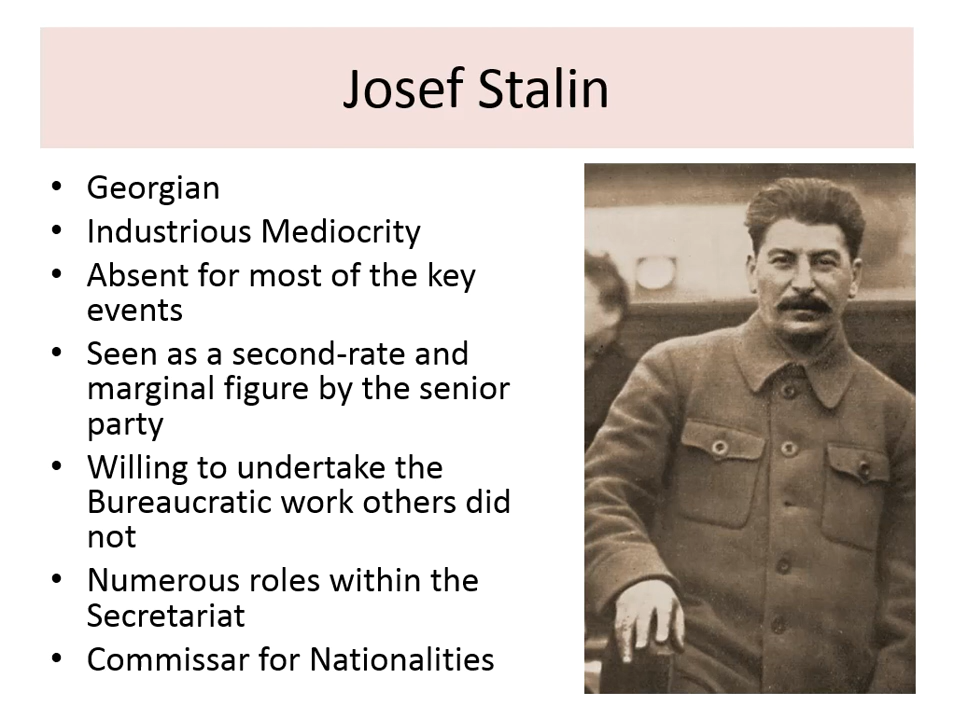 Josef Stalin
• Georgian
• Industrious Mediocrity
• Absent for most of the key
events
• Seen as a second-rate and
marginal figure by the senior
party
• Willing to undertake the
Bureaucratic work others did
not
• Numerous roles within the
Secretariat
• Commissar for Nationalities